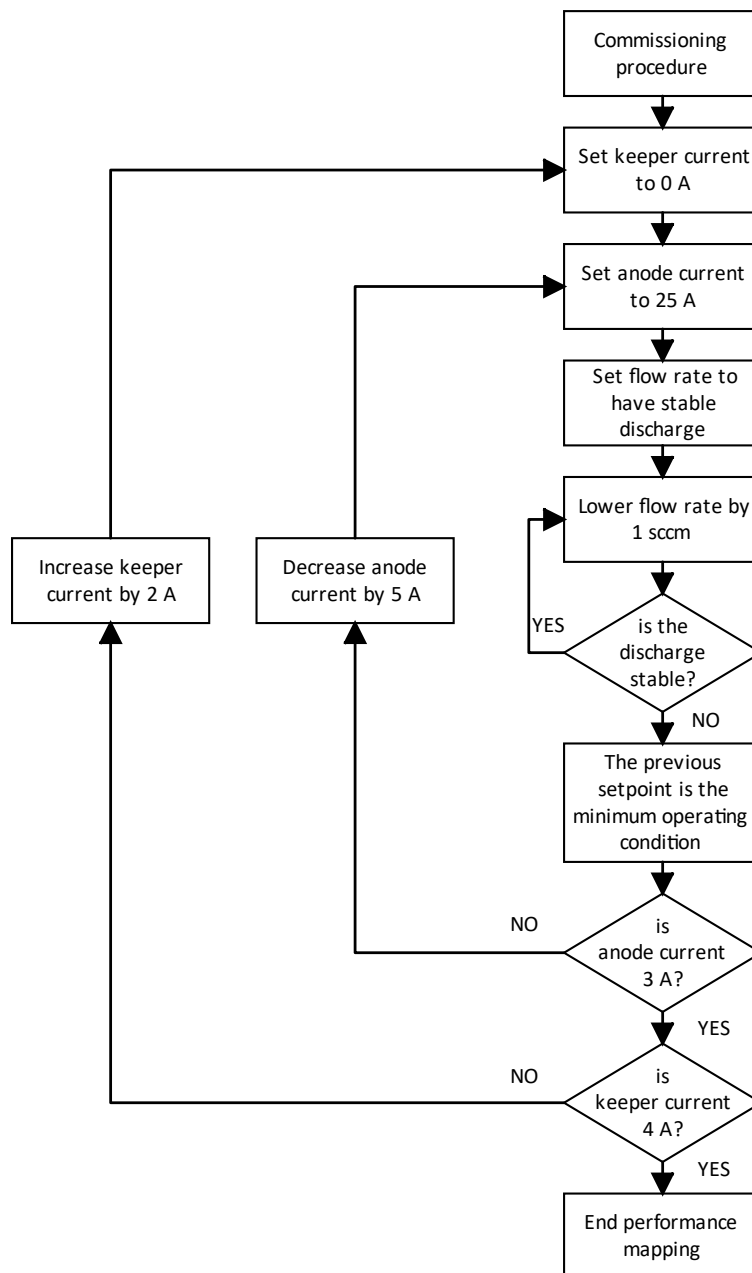 Commissioning
procedure
Set keeper current
to 0 A
Set anode current
to 25 A
Set flow rate to
have stable
discharge
Lower flow rate by
1 sccm
Increase keeper
current by 2 A
Decrease anode
current by 5 A
YES
is the
discharge
stable?
NO
The previous
setpoint is the
minimum operating
condition
NO
is
anode current
3 A?
YES
NO
is
keeper current
4 A?
YES
End performance
mapping